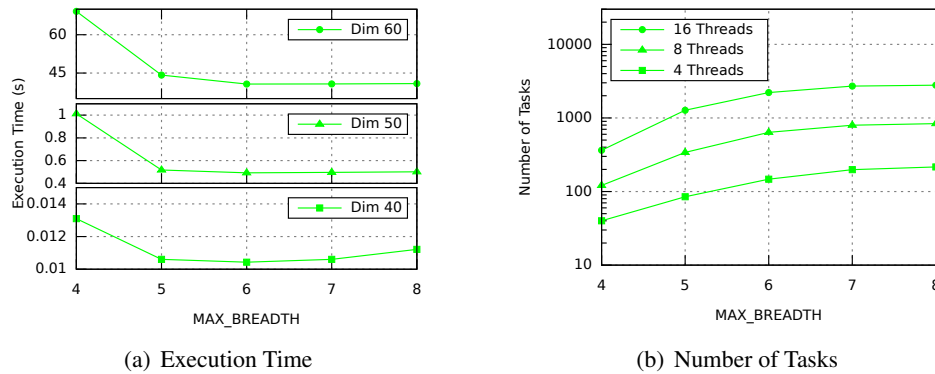 Execution Time (s)
60
45
Dim 60
1
0.8
0.6
0.4
Dim 50
0.014
0.012
0.01
Dim 40
4 5 6 7 8
MAX_BREADTH
(a) Execution Time
Number of Tasks
10000
1000
100
10
16 Threads
8 Threads
4 Threads
4 5 6 7 8
MAX_BREADTH
(b) Number of Tasks